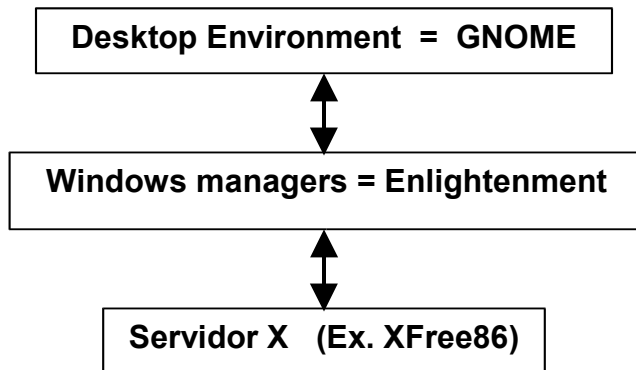 Desktop Environment = GNOME
Windows managers = Enlightenment
Servidor X (Ex. XFree86)